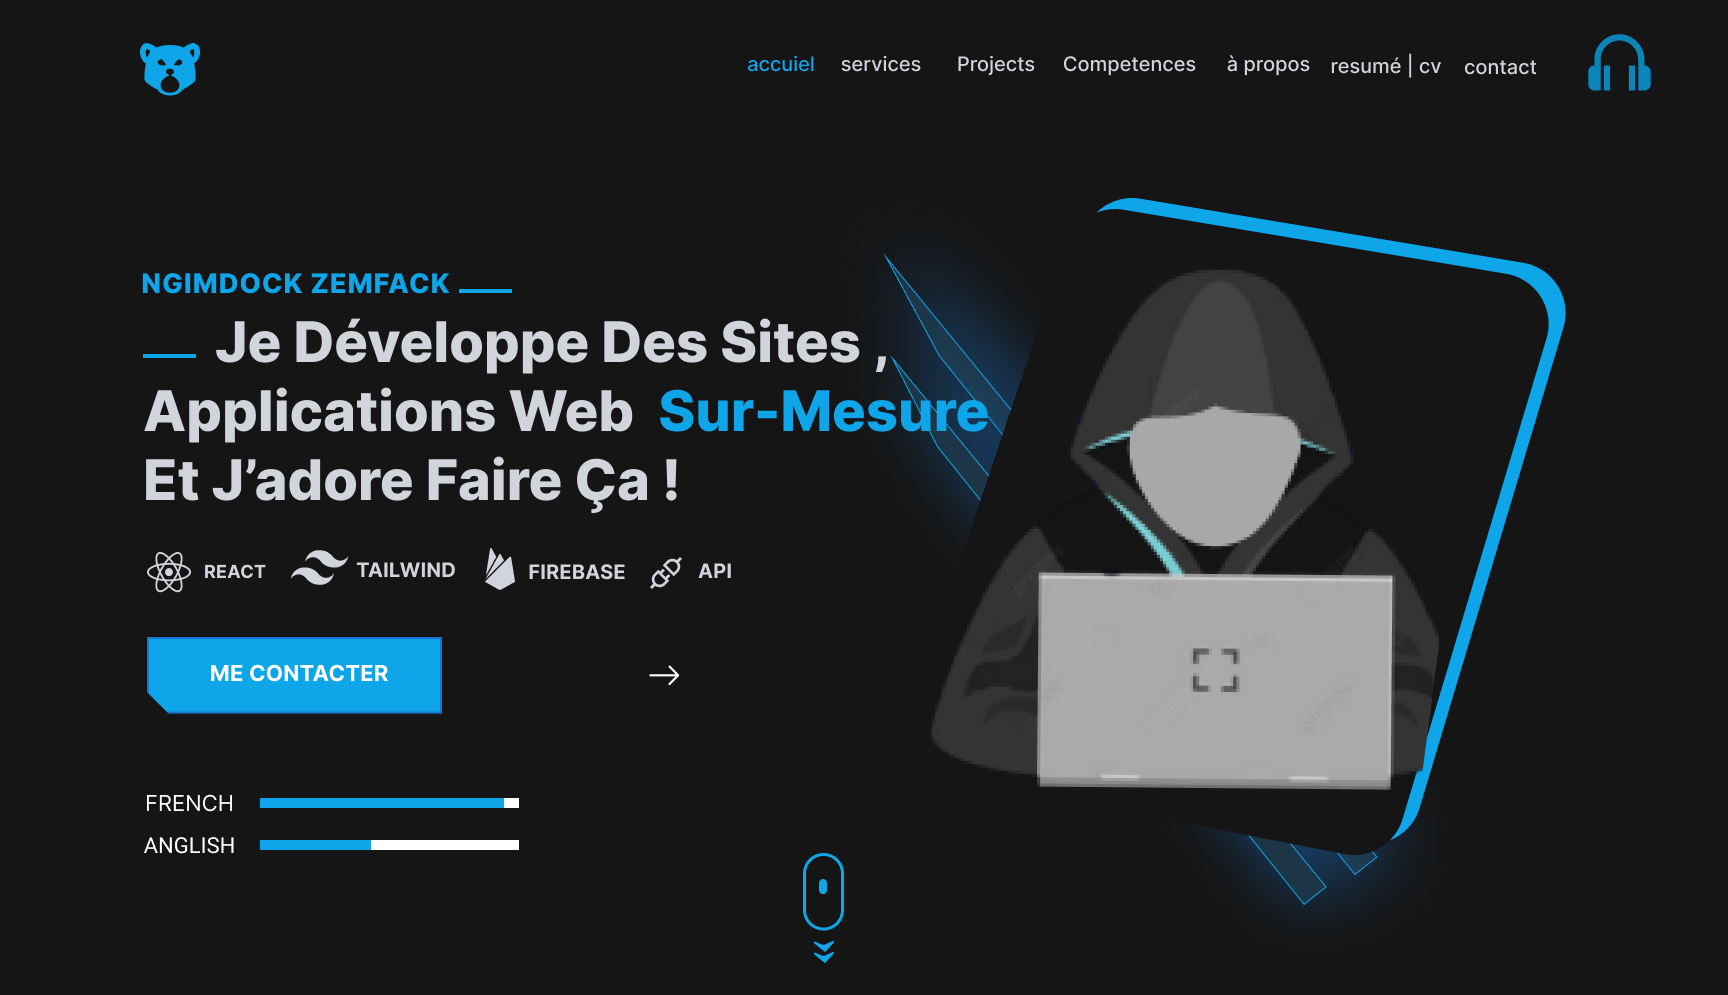 accuiel services Projects Competences à propos resumé | cv contact
NGIMDOCK ZEMFACK
Je Développe Des Sites ,
Applications Web Sur-Mesure
Et J’adore Faire Ça !
REACT TAILWIND FIREBASE API
ME CONTACTER
FRENCH
ANGLISH